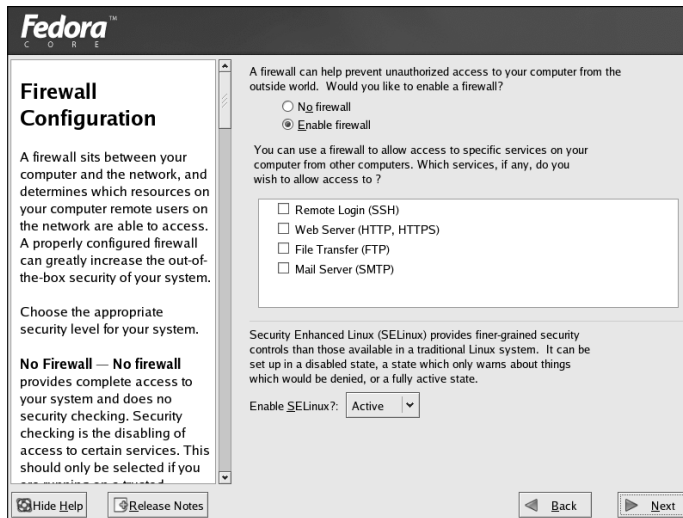 Fedora™
CORE
Firewall
Configuration
A firewall sits between your
computer and the network, and
determines which resources on
your computer remote users on
the network are able to access.
A properly configured firewall
can greatly increase the out-of-
the-box security of your system.
Choose the appropriate
security level for your system.
No Firewall — No firewall
provides complete access to
your system and does no
security checking. Security
checking is the disabling of
access to certain services. This
should only be selected if you
are running on a trusted
Hide Help
Release Notes
A firewall can help prevent unauthorized access to your computer from the
outside world.  Would you like to enable a firewall?
No firewall
Enable firewall
You can use a firewall to allow access to specific services on your
computer from other computers. Which services, if any, do you
wish to allow access to ?
Remote Login (SSH)
Web Server (HTTP, HTTPS)
File Transfer (FTP)
Mail Server (SMTP)
Security Enhanced Linux (SELinux) provides finer-grained security
controls than those available in a traditional Linux system.  It can be
set up in a disabled state, a state which only warns about things
which would be denied, or a fully active state.
Enable SELinux?: Active
Back
Next